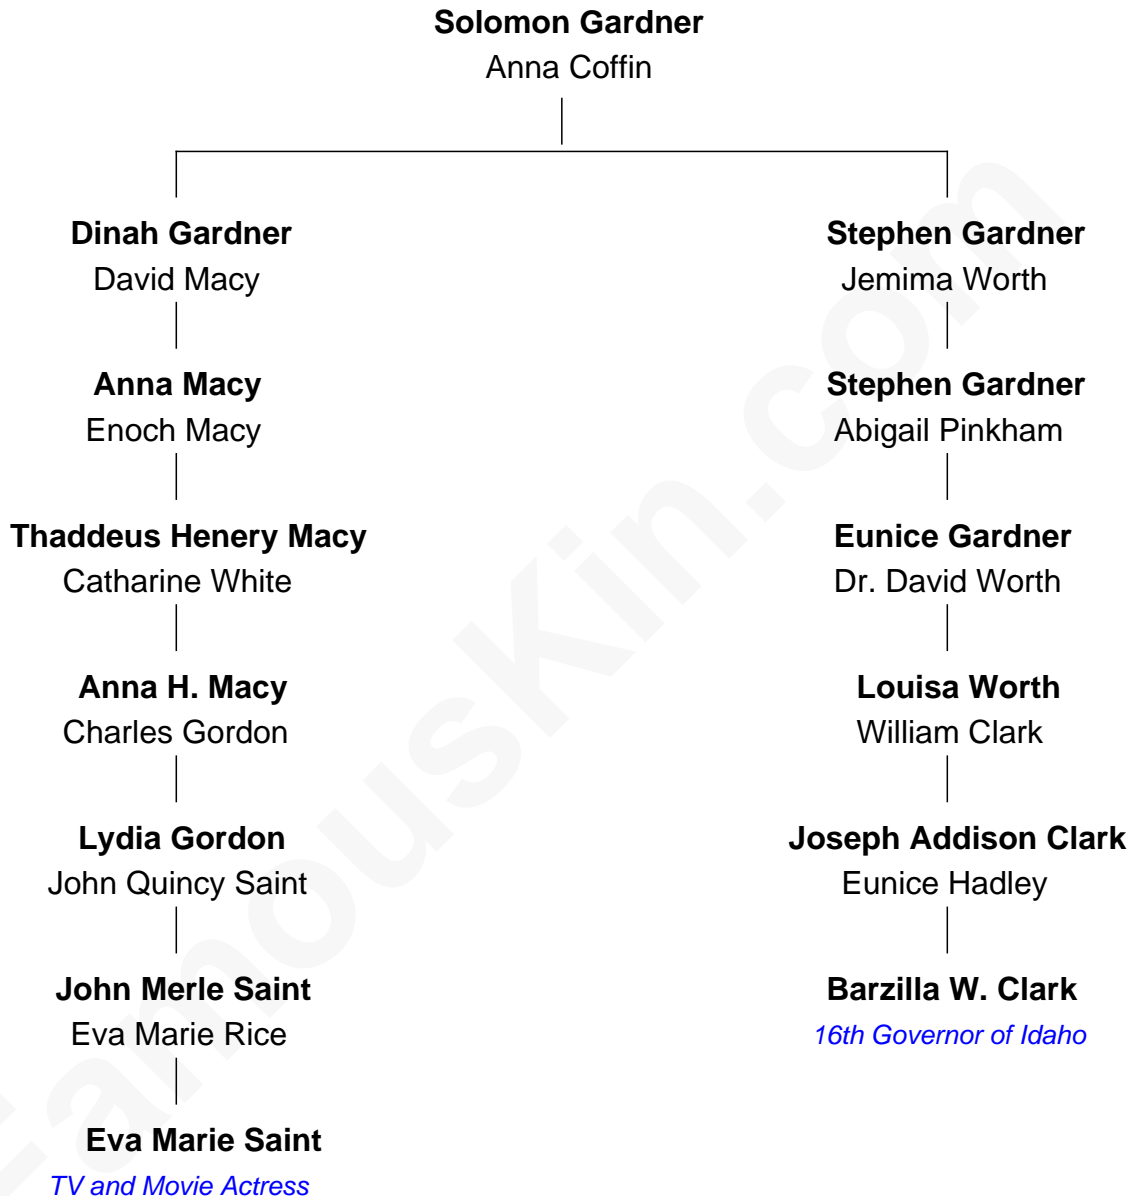 Solomon Gardner
Anna Coffin
Dinah Gardner
David Macy
Anna Macy
Enoch Macy
Thaddeus Henery Macy
Catharine White
Anna H. Macy
Charles Gordon
Lydia Gordon
John Quincy Saint
John Merle Saint
Eva Marie Rice
Eva Marie Saint
TV and Movie Actress
Stephen Gardner
Jemima Worth
Stephen Gardner
Abigail Pinkham
Eunice Gardner
Dr. David Worth
Louisa Worth
William Clark
Joseph Addison Clark
Eunice Hadley
Barzilla W. Clark
16th Governor of Idaho
FamousKin.com